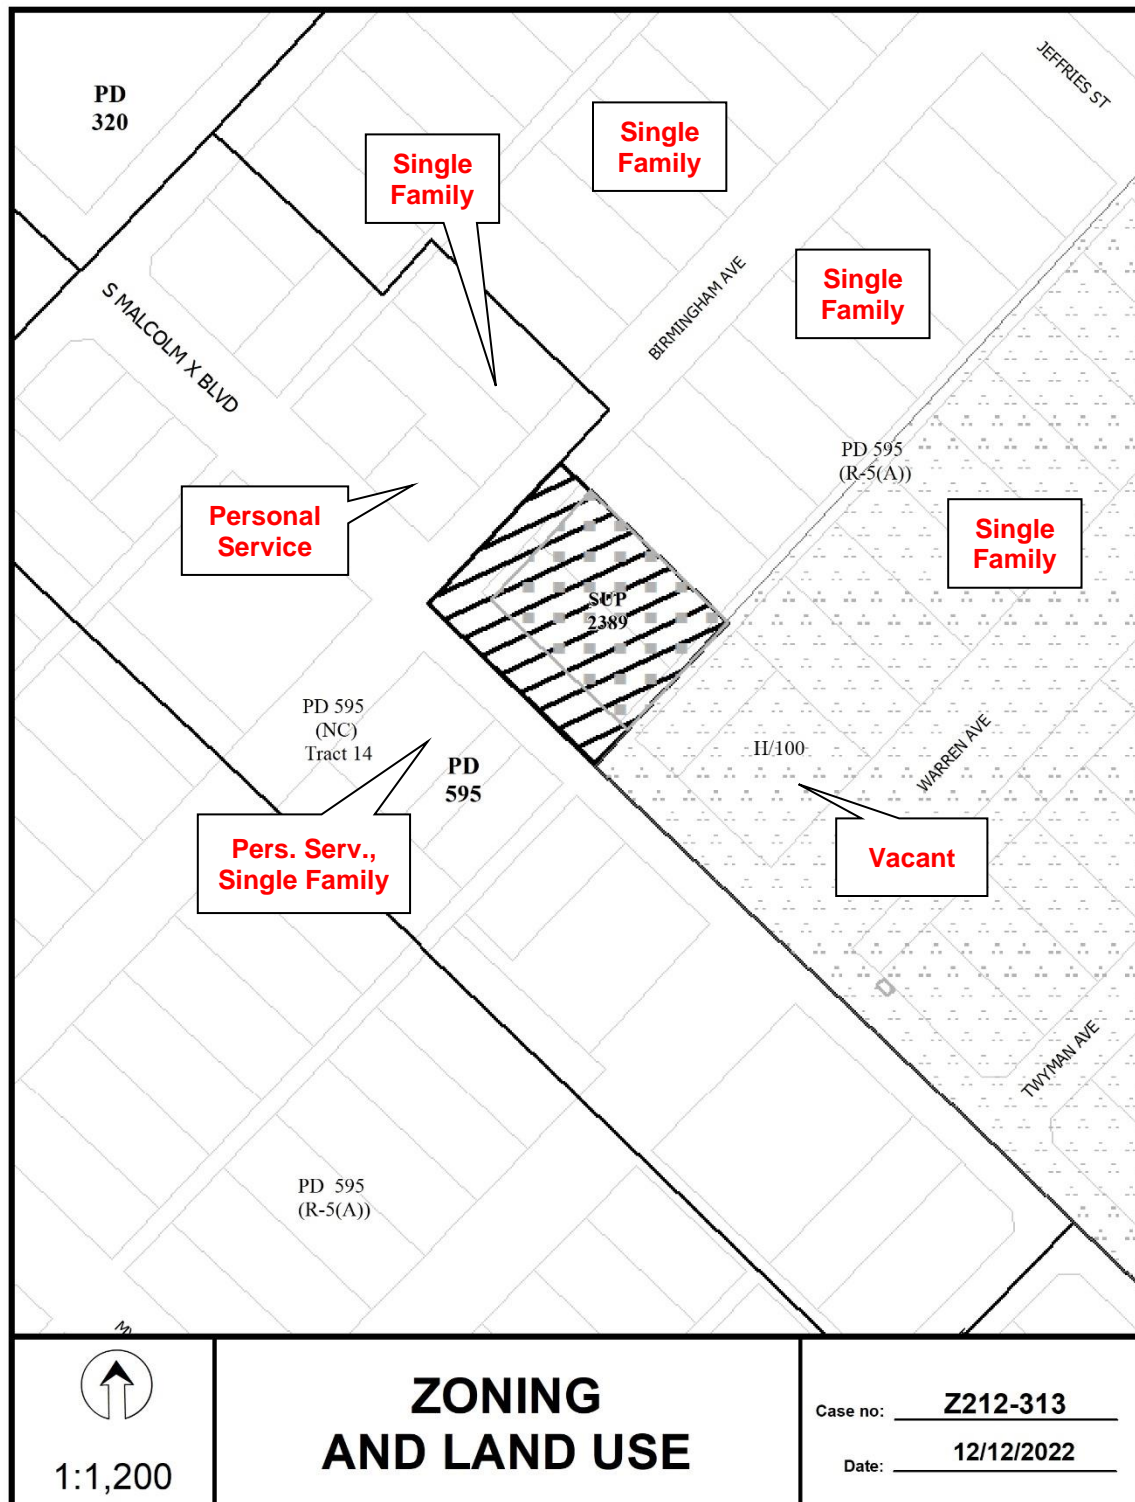 JEFFRIES ST
PD
320
Single
Family
Single
Family
Single
Family
BIRMINGHAM AVE
S MALCOLM X BLVD
PD 595
(R-5(A))
Personal
Service
Single
Family
SUP
2389
PD 595
(NC)
Tract 14
PD
595
H/100
WARREN AVE
Pers. Serv.,
Single Family
Vacant
TWYMAN AVE
PD 595
(R-5(A))
1:1,200
ZONING
AND LAND USE
Case no: Z212-313
Date: 12/12/2022